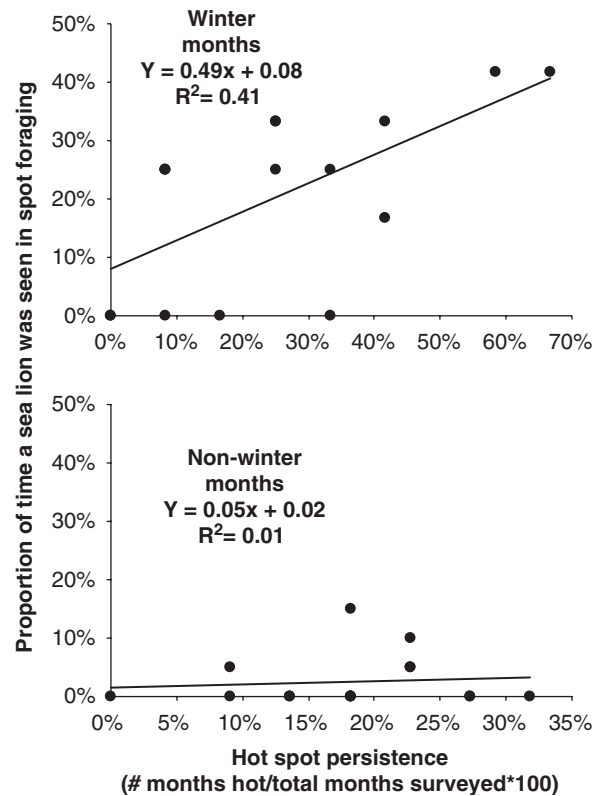 Proportion of time a sea lion was seen in spot foraging
50%
40%
30%
20%
10%
0%
Winter
months
Y = 0.49x + 0.08
R²= 0.41
0% 10% 20% 30% 40% 50% 60% 70%
50%
40%
30%
20%
10%
0%
Non-winter
months
Y = 0.05x + 0.02
R²= 0.01
0% 5% 10% 15% 20% 25% 30% 35%
Hot spot persistence
(# months hot/total months surveyed*100)